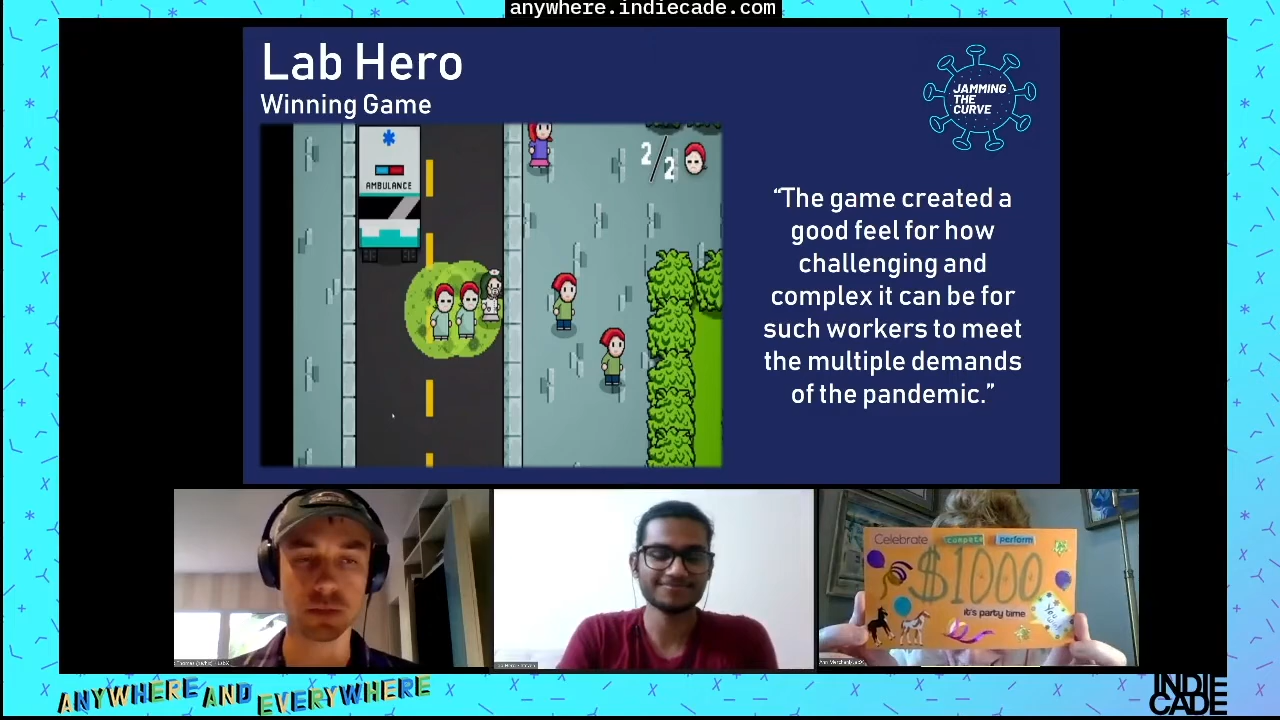 anywhere.indiecade.com
Lab Hero
Winning Game
JAMMING
THE
CURVE
AMBULANCE
2/2
“The game created a
good feel for how
challenging and
complex it can be for
such workers to meet
the multiple demands
of the pandemic.”
Celebrate compete perform
$1000
it's party time
You
ANYWHERE AND EVERYWHERE
INDIE
CADE